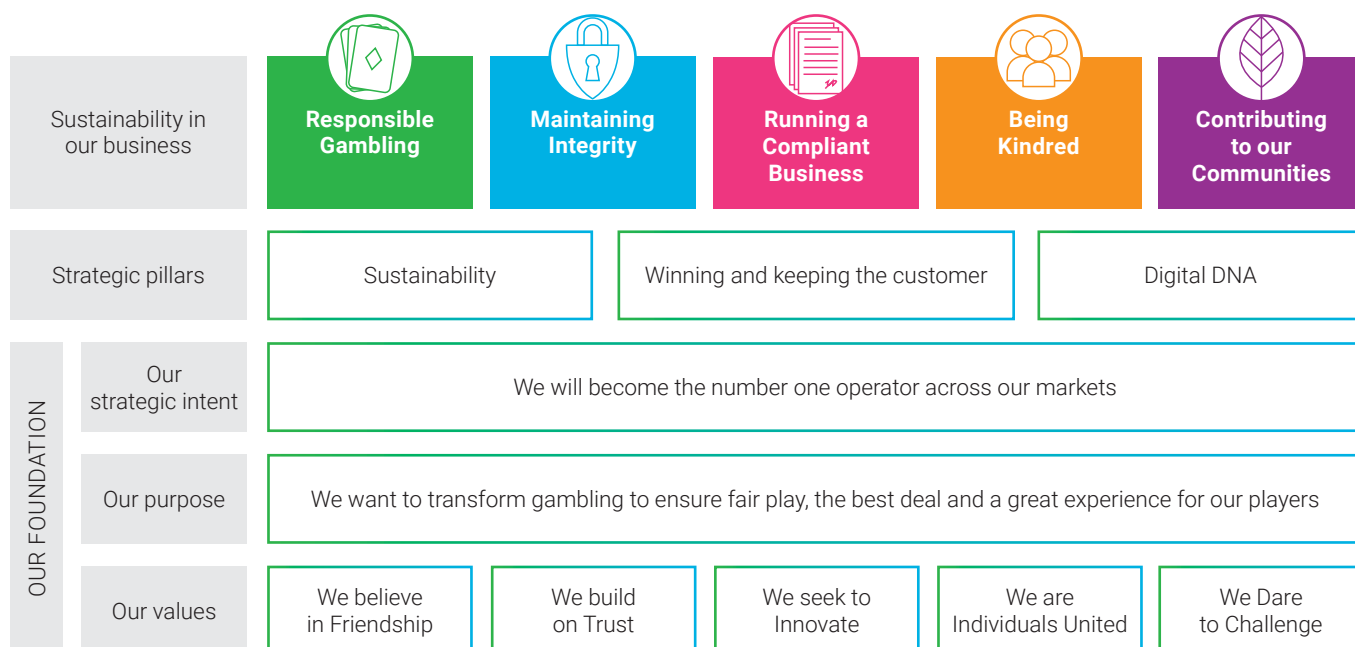 Sustainability in
our business
Responsible
Gambling
Maintaining
Integrity
Running a
Compliant
Business
Being
Kindred
Contributing
to our
Communities
Strategic pillars
Sustainability
Winning and keeping the customer
Digital DNA
OUR FOUNDATION
Our
strategic intent
We will become the number one operator across our markets
Our purpose
We want to transform gambling to ensure fair play, the best deal and a great experience for our players
Our values
We believe
in Friendship
We build
on Trust
We seek to
Innovate
We are
Individuals United
We Dare
to Challenge